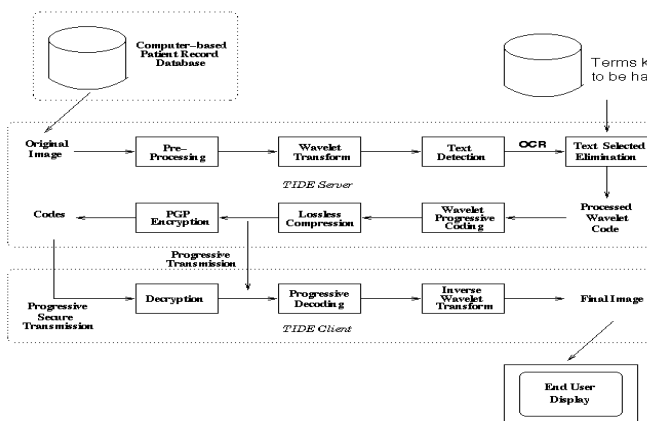 Computer-based
Patient Record
Database
Terms k
to be ha
Original
Image
Pre-
Processing
Wavelet
Transform
Text
Detection
OCR
Text Selected
Elimination
TIDE Server
Codes
PGP
Encryption
Lossless
Compression
Wavelet
Progressive
Coding
Processed
Wavelet
Code
Progressive
Transmission
Progressive
Secure
Transmission
Decryption
Progressive
Decoding
Inverse
Wavelet
Transform
Final Image
TIDE Client
End User
Display